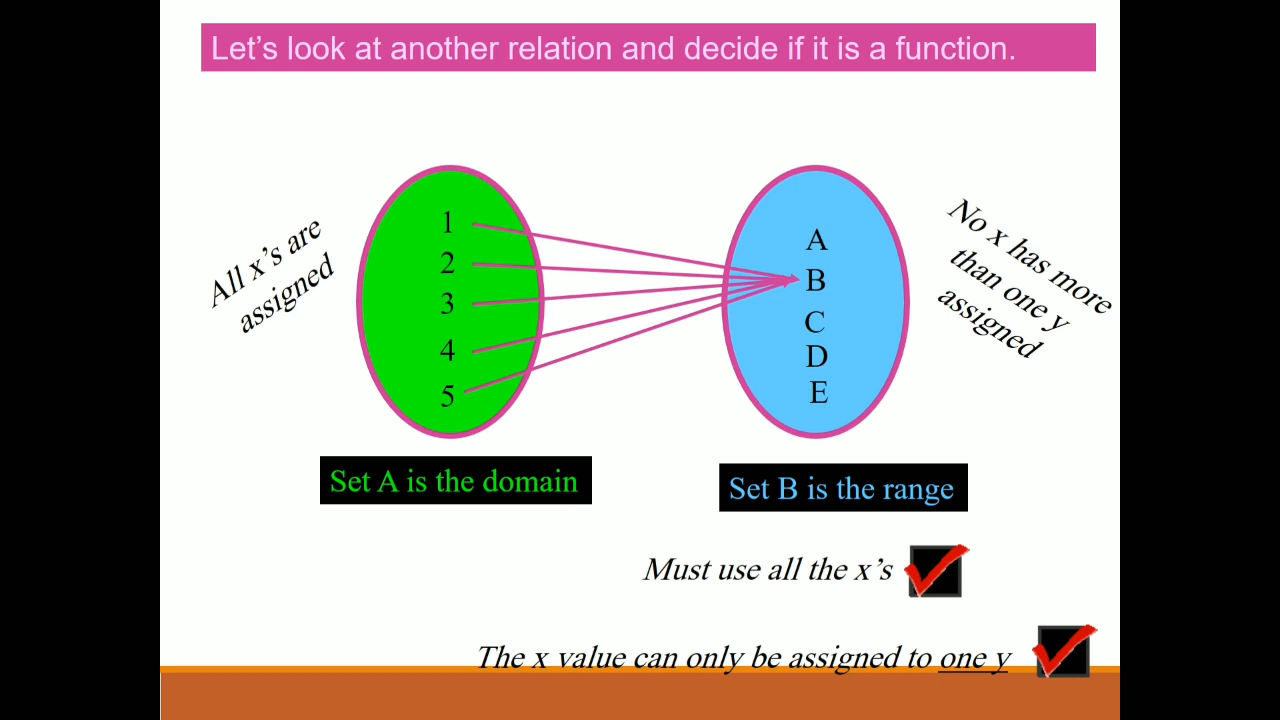 Let’s look at another relation and decide if it is a function.
All x’s are
assigned
1
2
3
4
5
A
B
C
D
E
No x has more
than one y
assigned
Set A is the domain
Set B is the range
Must use all the x’s
The x value can only be assigned to one y